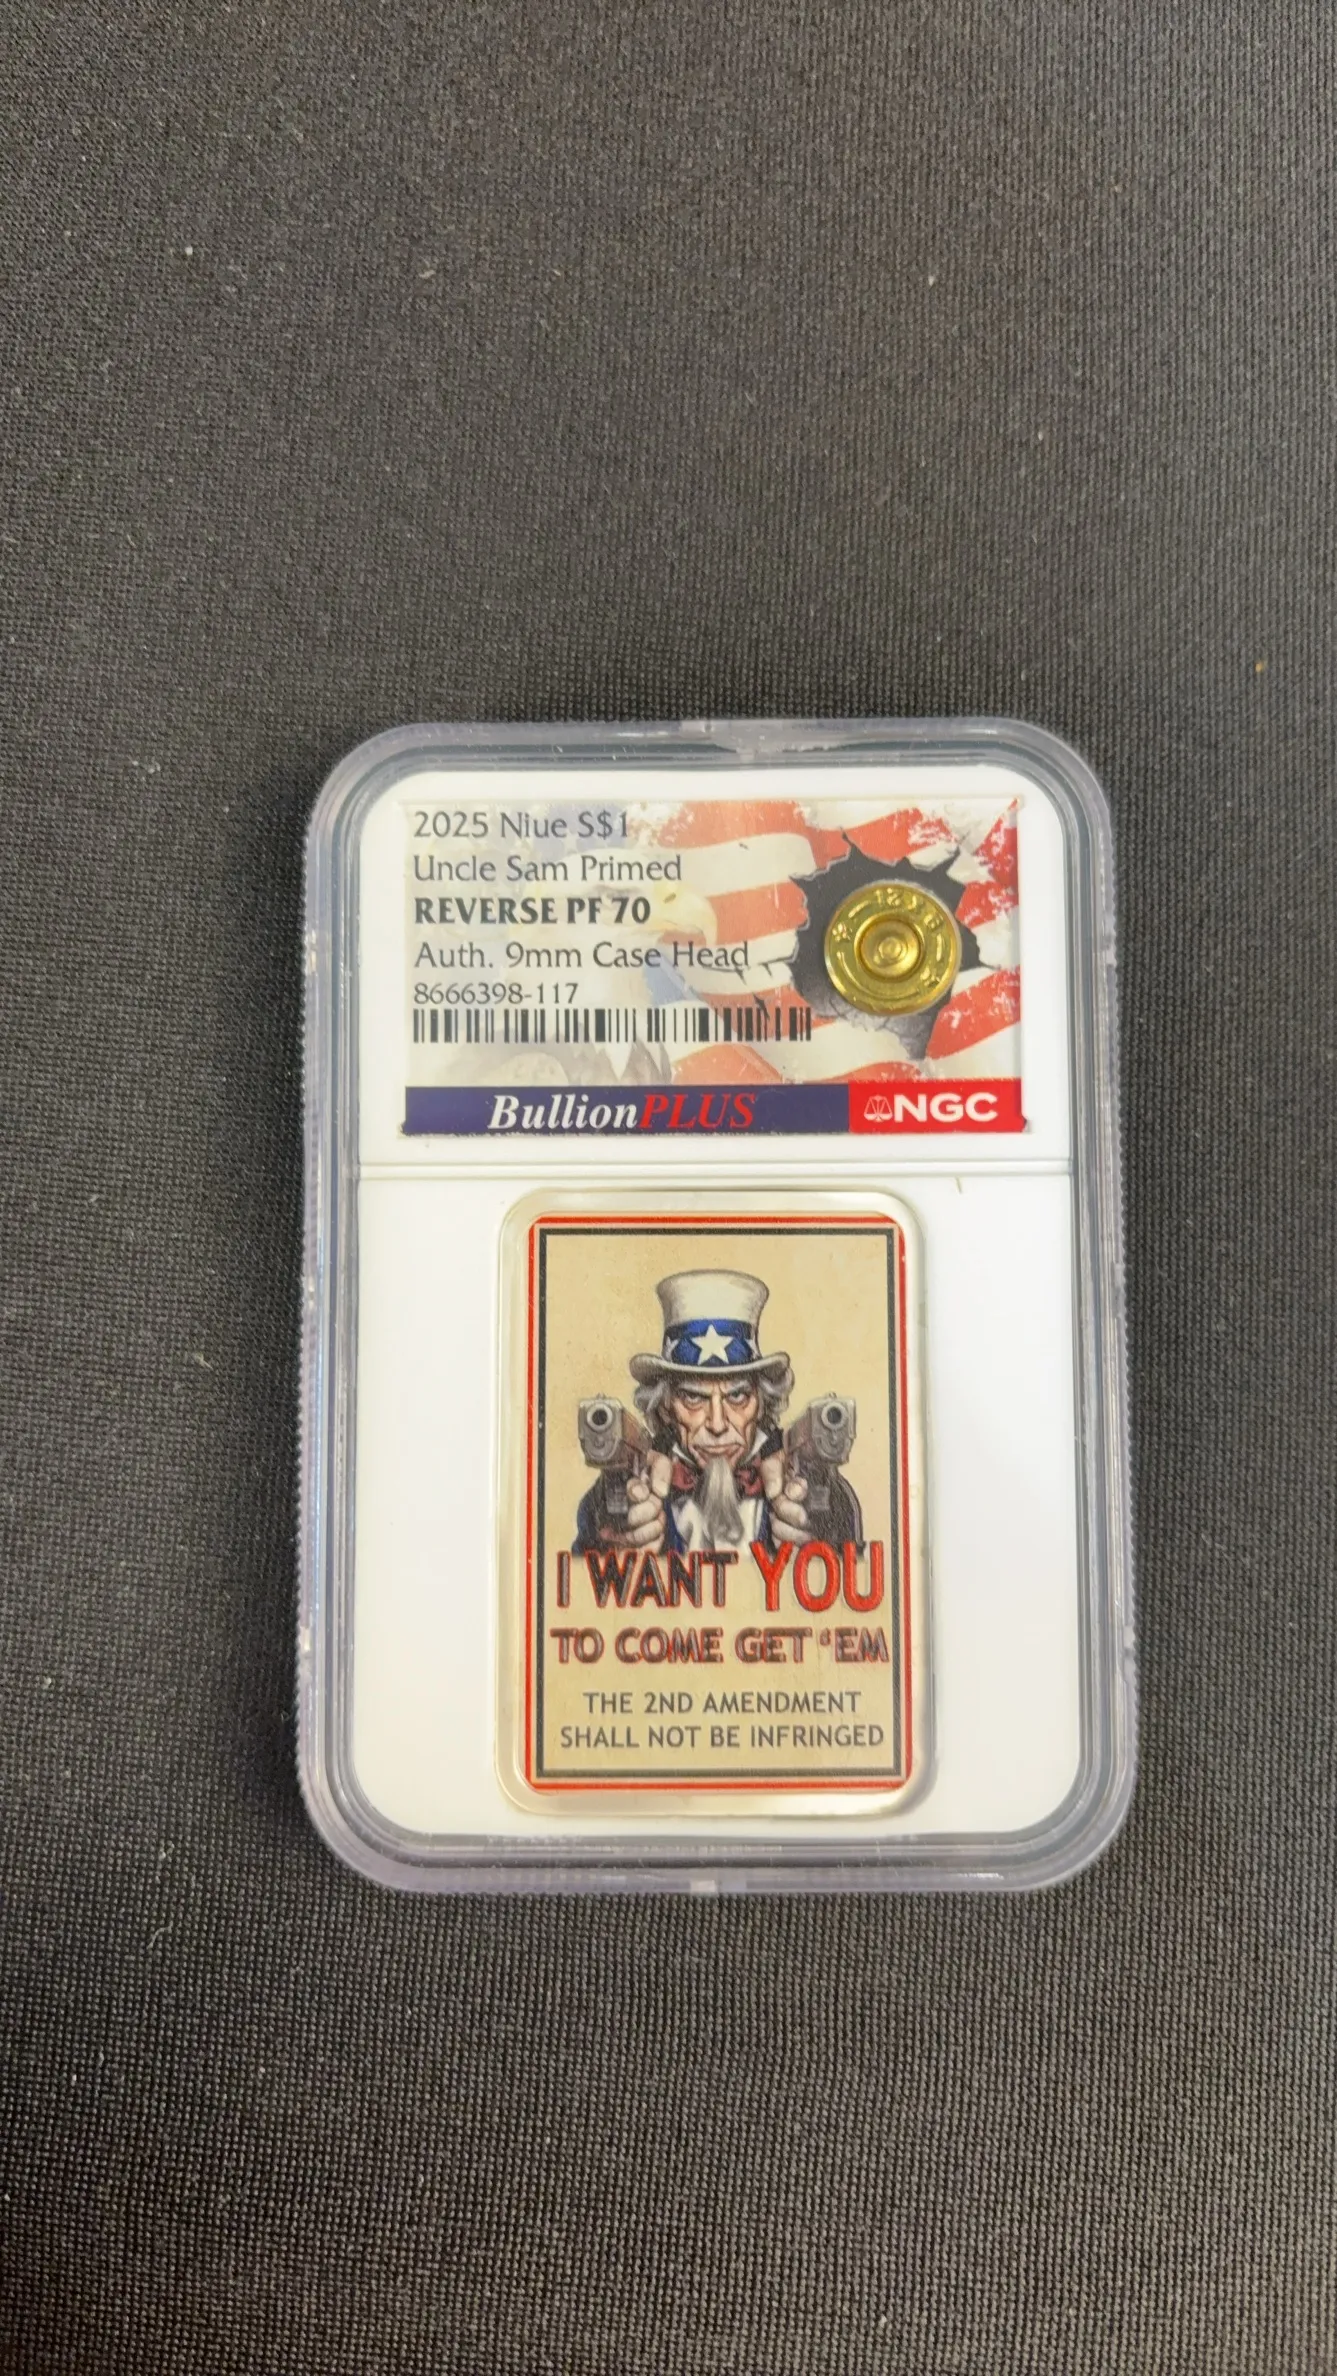 2025 Niue S$1
Uncle Sam Primed
REVERSE PF 70
Auth. 9mm Case Head
8666398-117
BullionPLUS
NGC
I WANT YOU
TO COME GET ‘EM
THE 2ND AMENDMENT
SHALL NOT BE INFRINGED